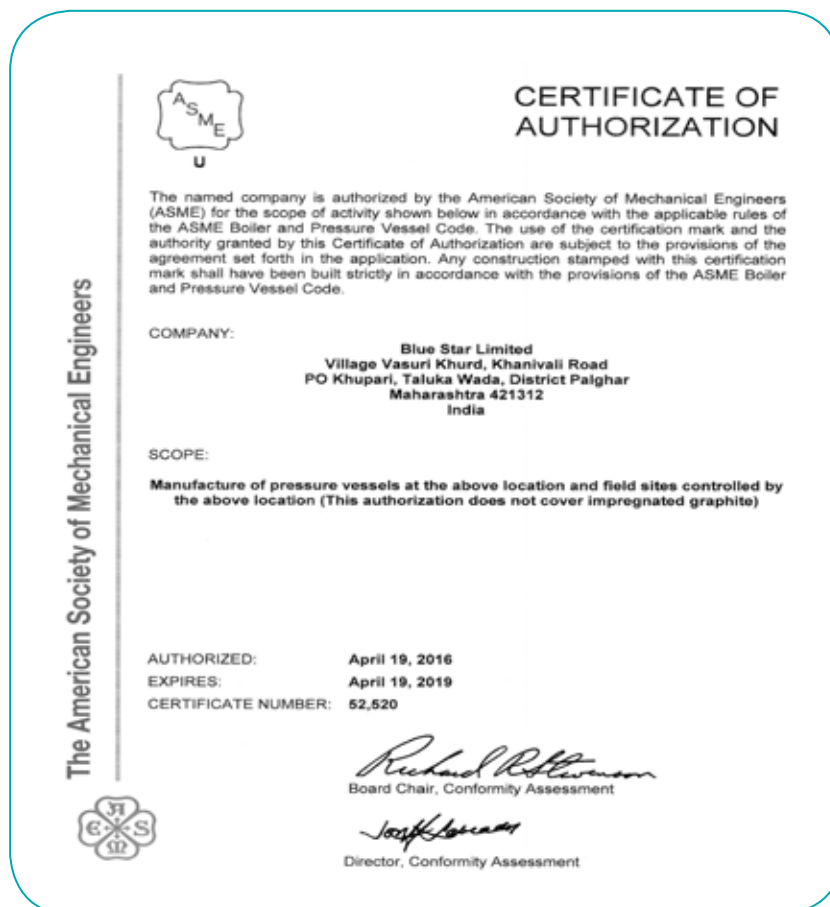 ASME
U
CERTIFICATE OF
AUTHORIZATION
The named company is authorized by the American Society of Mechanical Engineers
(ASME) for the scope of activity shown below in accordance with the applicable rules of
the ASME Boiler and Pressure Vessel Code. The use of the certification mark and the
authority granted by this Certificate of Authorization are subject to the provisions of the
agreement set forth in the application. Any construction stamped with this certification
mark shall have been built strictly in accordance with the provisions of the ASME Boiler
and Pressure Vessel Code.
COMPANY:
Blue Star Limited
Village Vasuri Khurd, Khanivali Road
PO Khupari, Taluka Wada, District Palghar
Maharashtra 421312
India
SCOPE:
Manufacture of pressure vessels at the above location and field sites controlled by
the above location (This authorization does not cover impregnated graphite)
AUTHORIZED: April 19, 2016
EXPIRES: April 19, 2019
CERTIFICATE NUMBER: 52,520
Board Chair, Conformity Assessment
Director, Conformity Assessment
The American Society of Mechanical Engineers
ASME